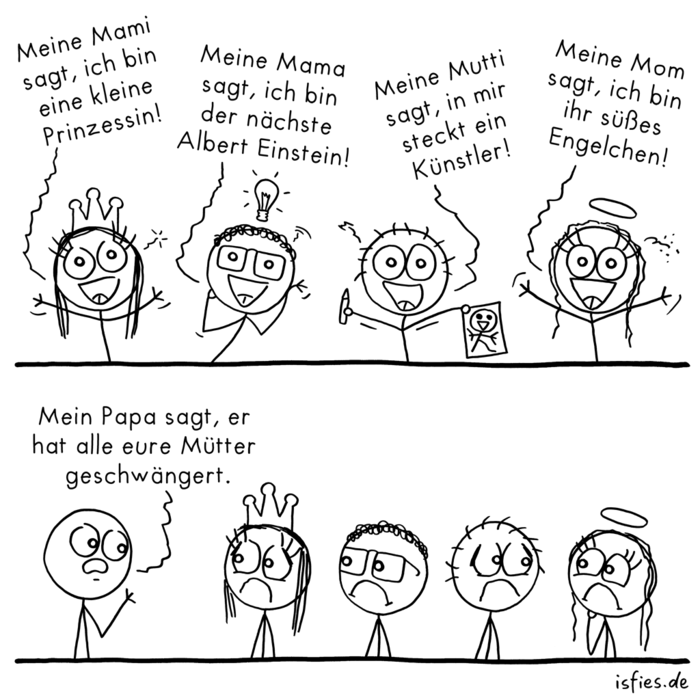 Meine Mami
sagt, ich bin
eine kleine
Prinzessin!
Meine Mama
sagt, ich bin
der nächste
Albert Einstein!
Meine Mutti
sagt, in mir
steckt ein
Künstler!
Meine Mom
sagt, ich bin
ihr süßes
Engelchen!
Mein Papa sagt, er
hat alle eure Mütter
geschwängert.
isfies.de